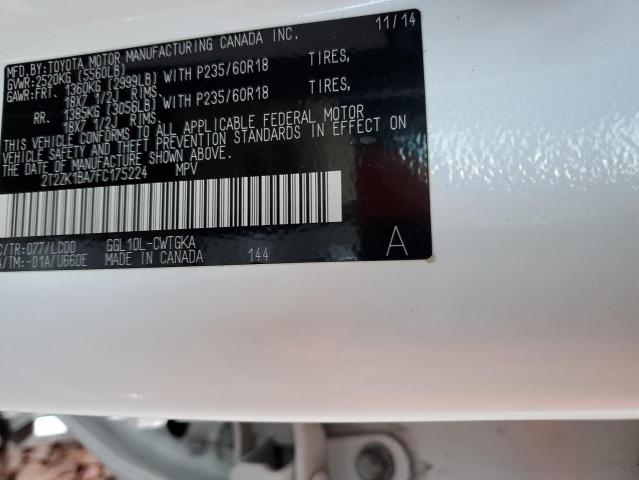 MFD.BY:TOYOTA MOTOR MANUFACTURING CANADA INC. 11/14
GVWR:2520KG (5560LB)
GAWR:FRT. 1360KG (2999LB) WITH P235/60R18 TIRES,
18X7 1/2J RIMS.
RR. 1385KG (3056LB) WITH P235/60R18 TIRES,
18X7 1/2J RIMS.
THIS VEHICLE CONFORMS TO ALL APPLICABLE FEDERAL MOTOR
VEHICLE SAFETY AND THEFT PREVENTION STANDARDS IN EFFECT ON
THE DATE OF MANUFACTURE SHOWN ABOVE.
2T2ZK1BA7FC175224 MPV
C/TR:077/LC00 GGL10L-CWTGKA
A/TM:-01A/U660E MADE IN CANADA 144 A